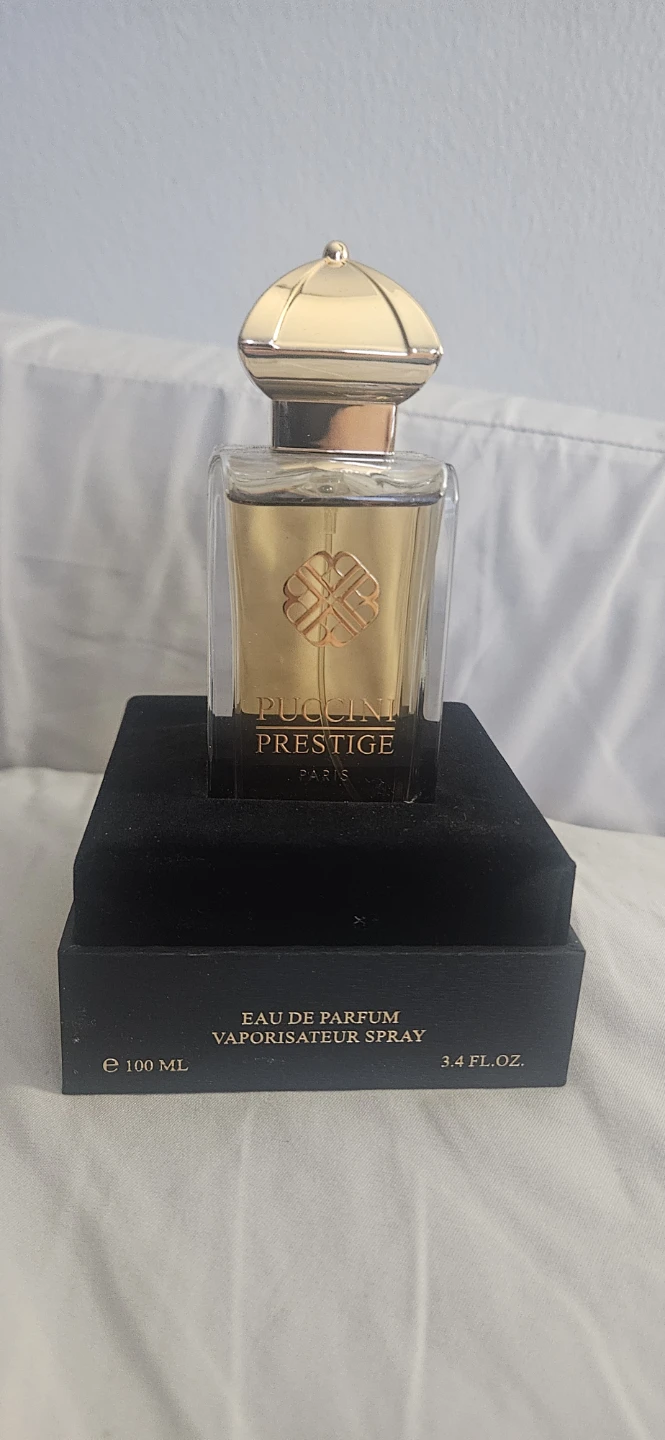 PUCCINI
PRESTIGE
PARIS
EAU DE PARFUM
VAPORISATEUR SPRAY
℮ 100 ML
3.4 FL.OZ.